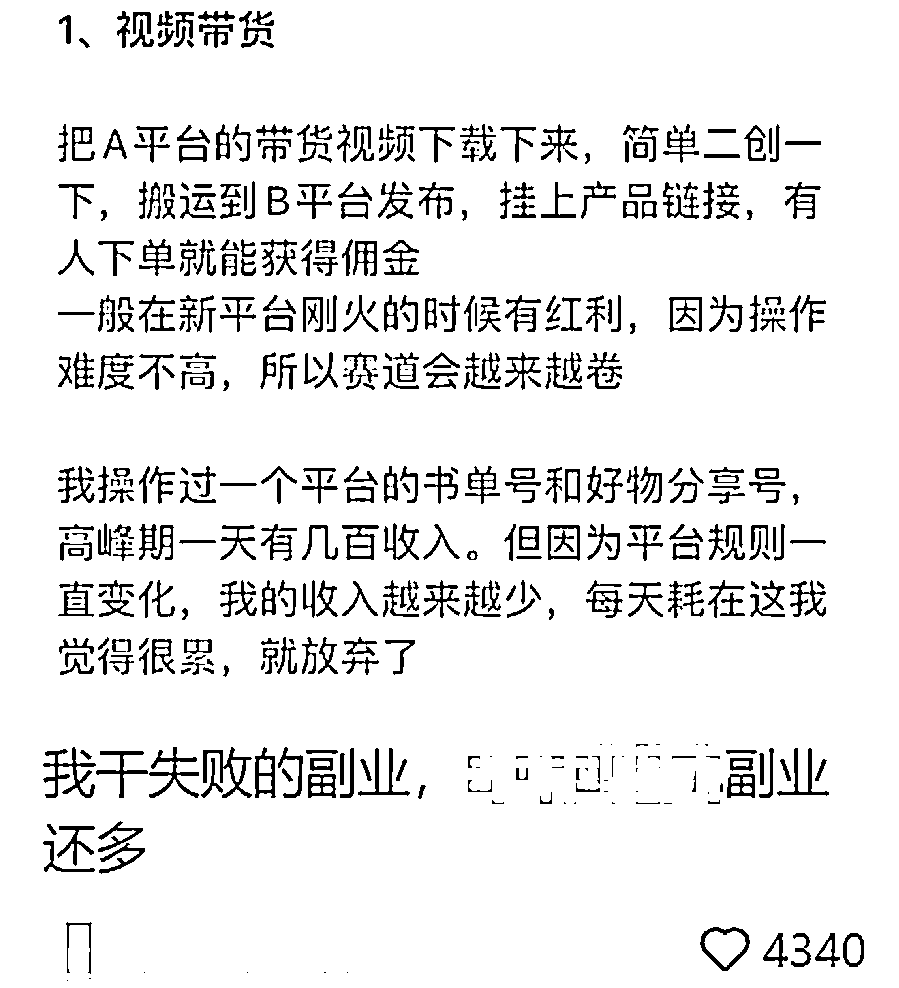 1、视频带货
把A平台的带货视频下载下来，简单二创一
下，搬运到B平台发布，挂上产品链接，有
人下单就能获得佣金
一般在新平台刚火的时候有红利，因为操作
难度不高，所以赛道会越来越卷
我操作过一个平台的书单号和好物分享号，
高峰期一天有几百收入。但因为平台规则一
直变化，我的收入越来越少，每天耗在这我
觉得很累，就放弃了
我干失败的副业，副业
还多
4340